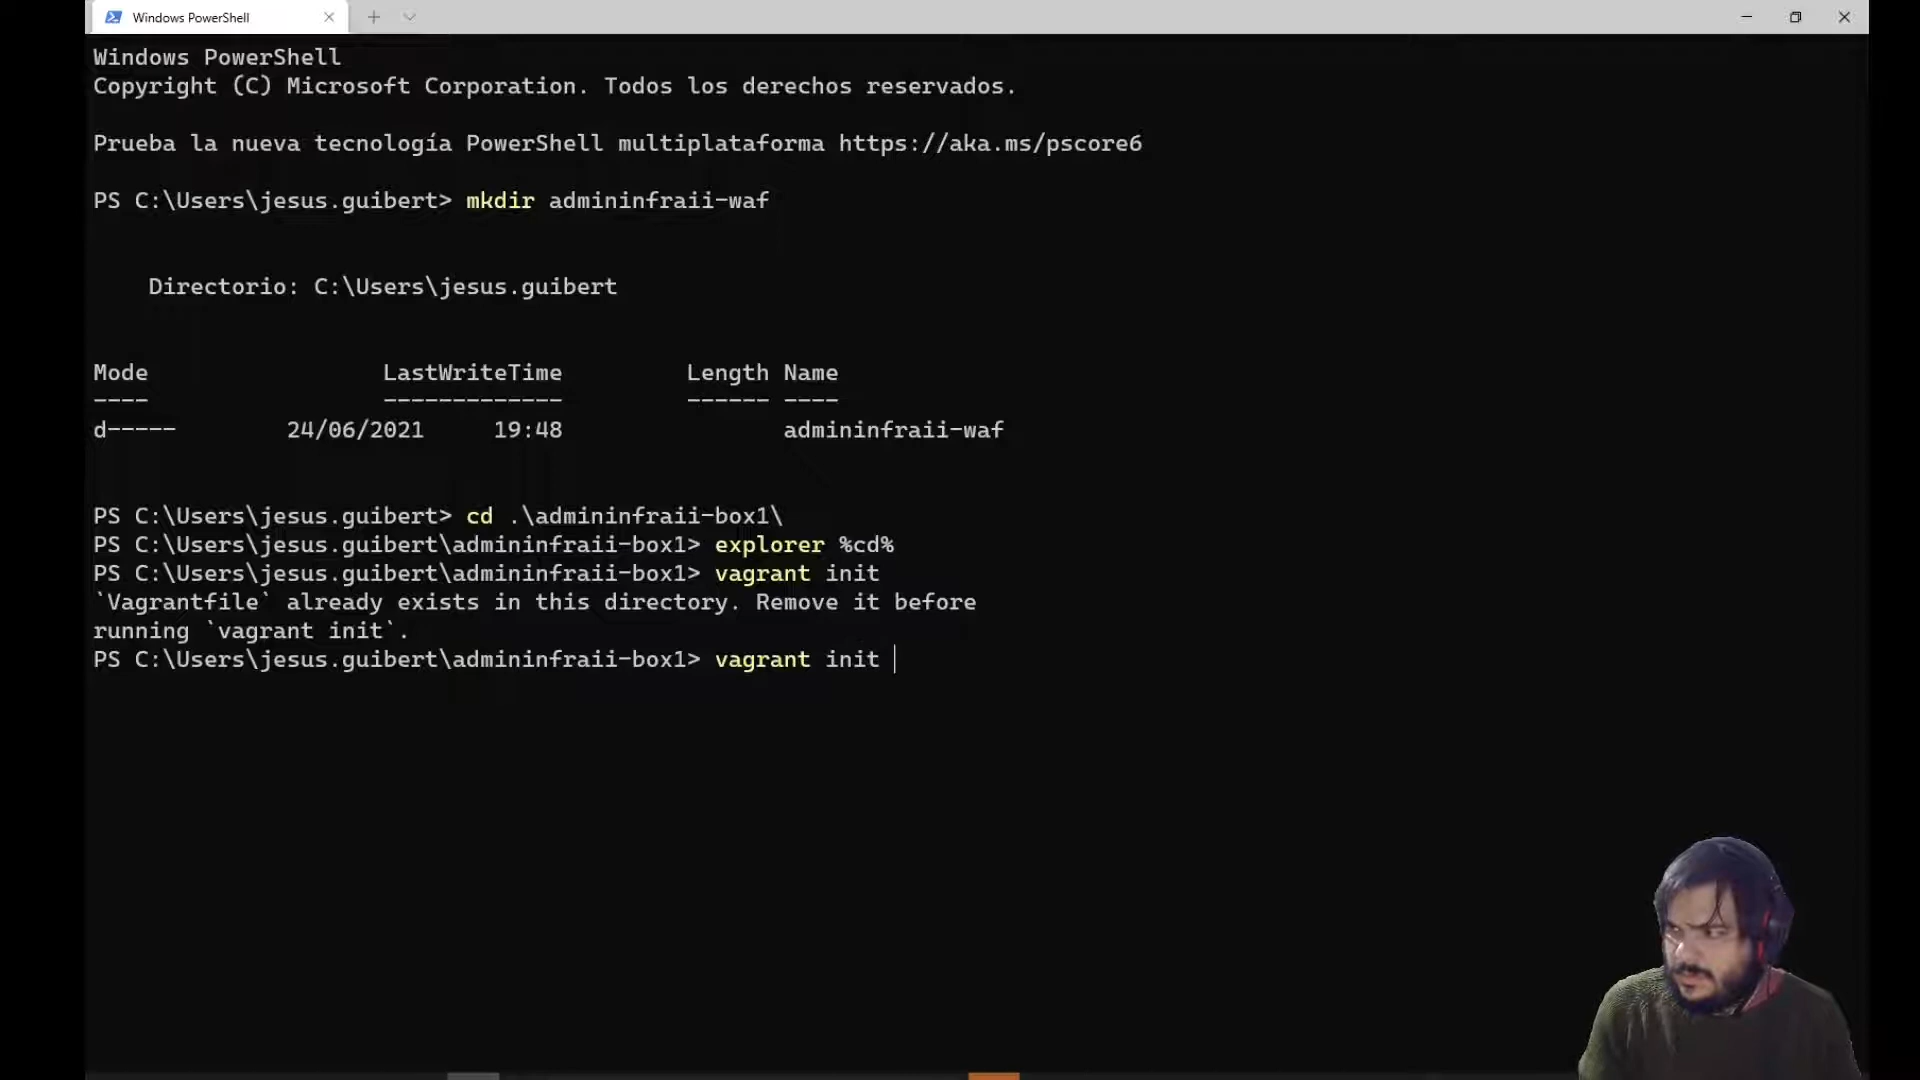 Windows PowerShell
Windows PowerShell
Copyright (C) Microsoft Corporation. Todos los derechos reservados.
Prueba la nueva tecnología PowerShell multiplataforma https://aka.ms/pscore6
PS C:\Users\jesus.guibert> mkdir admininfraii-waf
Directorio: C:\Users\jesus.guibert
Mode LastWriteTime Length Name
---- ------------- ------ ----
d----- 24/06/2021 19:48 admininfraii-waf
PS C:\Users\jesus.guibert> cd .\admininfraii-box1\
PS C:\Users\jesus.guibert\admininfraii-box1> explorer %cd%
PS C:\Users\jesus.guibert\admininfraii-box1> vagrant init
`Vagrantfile` already exists in this directory. Remove it before
running `vagrant init`.
PS C:\Users\jesus.guibert\admininfraii-box1> vagrant init